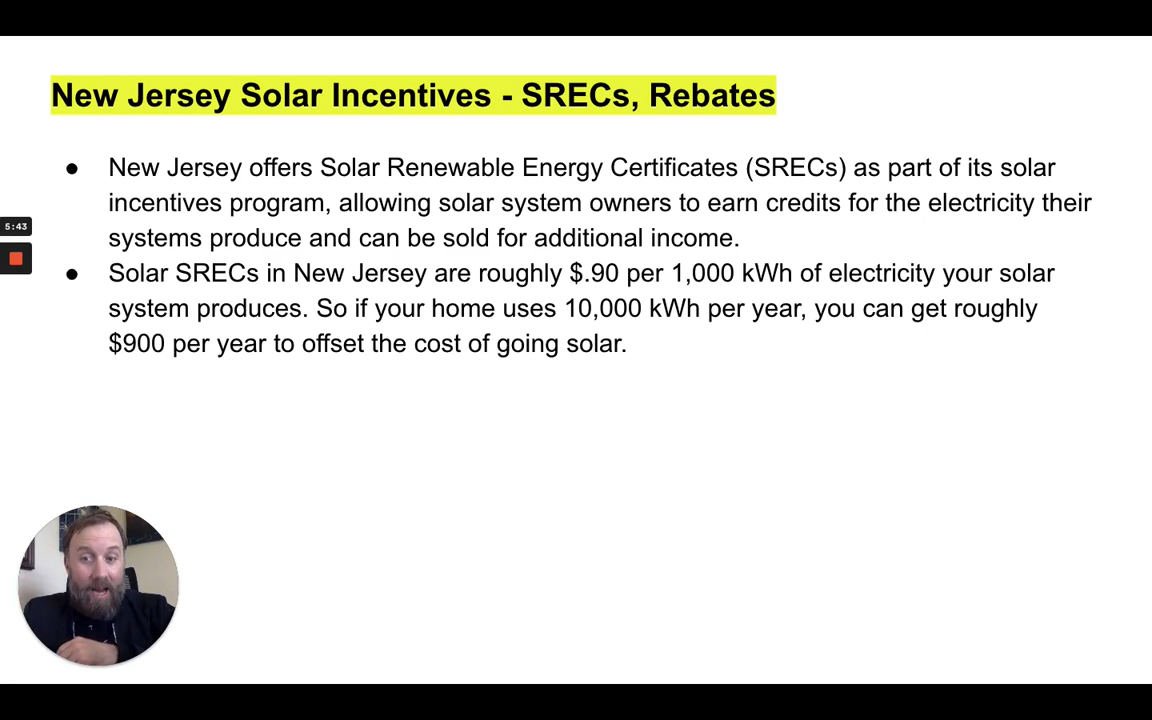 New Jersey Solar Incentives - SRECs, Rebates
● New Jersey offers Solar Renewable Energy Certificates (SRECs) as part of its solar
incentives program, allowing solar system owners to earn credits for the electricity their
systems produce and can be sold for additional income.
● Solar SRECs in New Jersey are roughly $.90 per 1,000 kWh of electricity your solar
system produces. So if your home uses 10,000 kWh per year, you can get roughly
$900 per year to offset the cost of going solar.
5:43